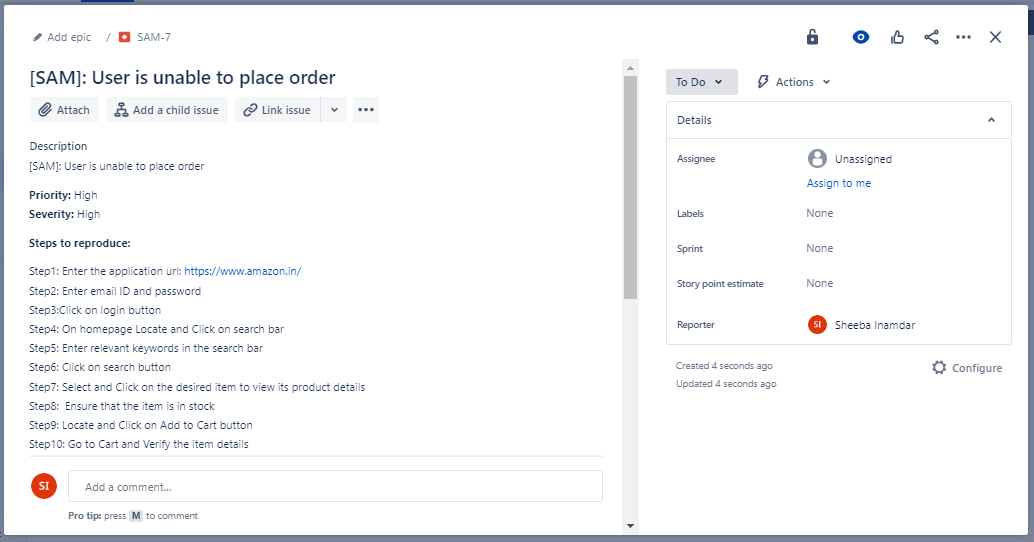 Add epic / SAM-7
[SAM]: User is unable to place order
Attach Add a child issue Link issue
Description
[SAM]: User is unable to place order
Priority: High
Severity: High
Steps to reproduce:
Step1: Enter the application url: https://www.amazon.in/
Step2: Enter email ID and password
Step3:Click on login button
Step4: On homepage Locate and Click on search bar
Step5: Enter relevant keywords in the search bar
Step6: Click on search button
Step7: Select and Click on the desired item to view its product details
Step8:  Ensure that the item is in stock
Step9: Locate and Click on Add to Cart button
Step10: Go to Cart and Verify the item details
SI Add a comment...
Pro tip: press M to comment
To Do Actions
Details
Assignee Unassigned
Assign to me
Labels None
Sprint None
Story point estimate None
Reporter SI Sheeba Inamdar
Created 4 seconds ago Configure
Updated 4 seconds ago